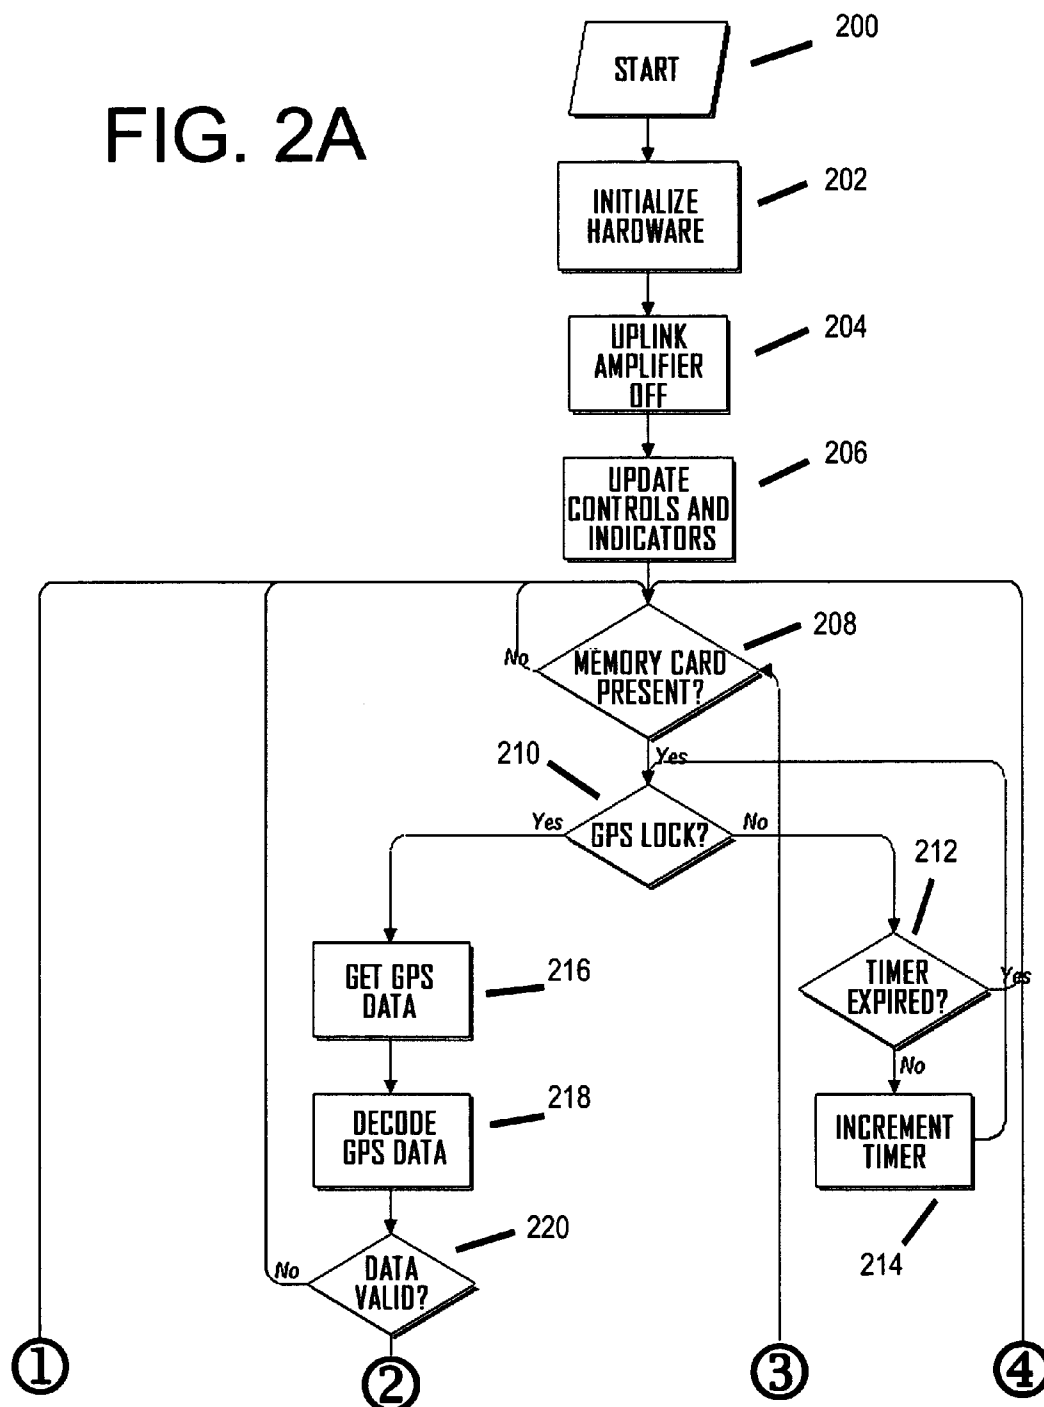 FIG. 2A
START
200
INITIALIZE
HARDWARE
202
UPLINK
AMPLIFIER
OFF
204
UPDATE
CONTROLS AND
INDICATORS
206
No
MEMORY CARD
PRESENT?
208
Yes
210
Yes
GPS LOCK?
No
212
TIMER
EXPIRED?
Yes
No
GET GPS
DATA
216
DECODE
GPS DATA
218
INCREMENT
TIMER
214
No
DATA
VALID?
220
1
2
3
4